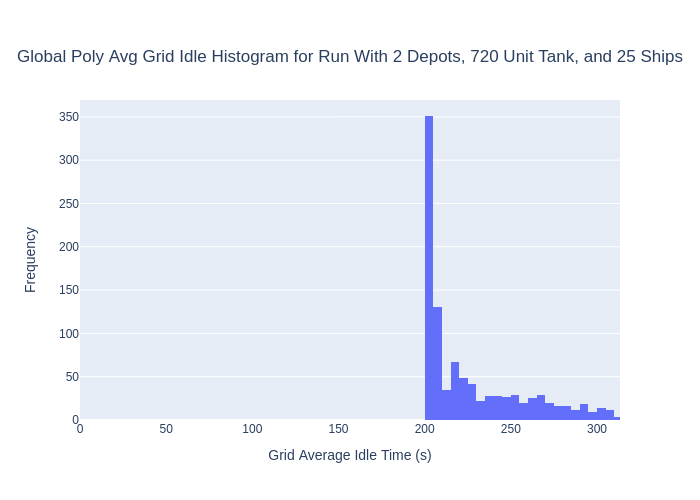 Global Poly Avg Grid Idle Histogram for Run With 2 Depots, 720 Unit Tank, and 25 Ships
350
300
250
200
150
100
50
0
Frequency
0 50 100 150 200 250 300
Grid Average Idle Time (s)